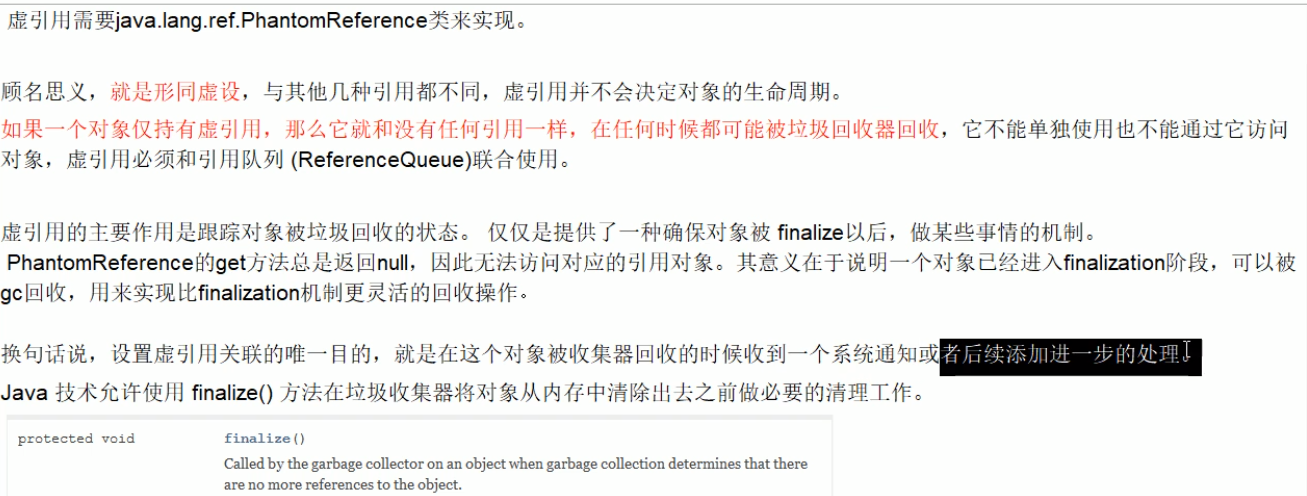 虚引用需要java.lang.ref.PhantomReference类来实现。
顾名思义，就是形同虚设，与其他几种引用都不同，虚引用并不会决定对象的生命周期。
如果一个对象仅持有虚引用，那么它就和没有任何引用一样，在任何时候都可能被垃圾回收器回收，它不能单独使用也不能通过它访问
对象，虚引用必须和引用队列 (ReferenceQueue)联合使用。
虚引用的主要作用是跟踪对象被垃圾回收的状态。 仅仅是提供了一种确保对象被 finalize以后，做某些事情的机制。
PhantomReference的get方法总是返回null，因此无法访问对应的引用对象。其意义在于说明一个对象已经进入finalization阶段，可以被
gc回收，用来实现比finalization机制更灵活的回收操作。
换句话说，设置虚引用关联的唯一目的，就是在这个对象被收集器回收的时候收到一个系统通知或者后续添加进一步的处理。
Java 技术允许使用 finalize() 方法在垃圾收集器将对象从内存中清除出去之前做必要的清理工作。
protected void finalize()
Called by the garbage collector on an object when garbage collection determines that there
are no more references to the object.